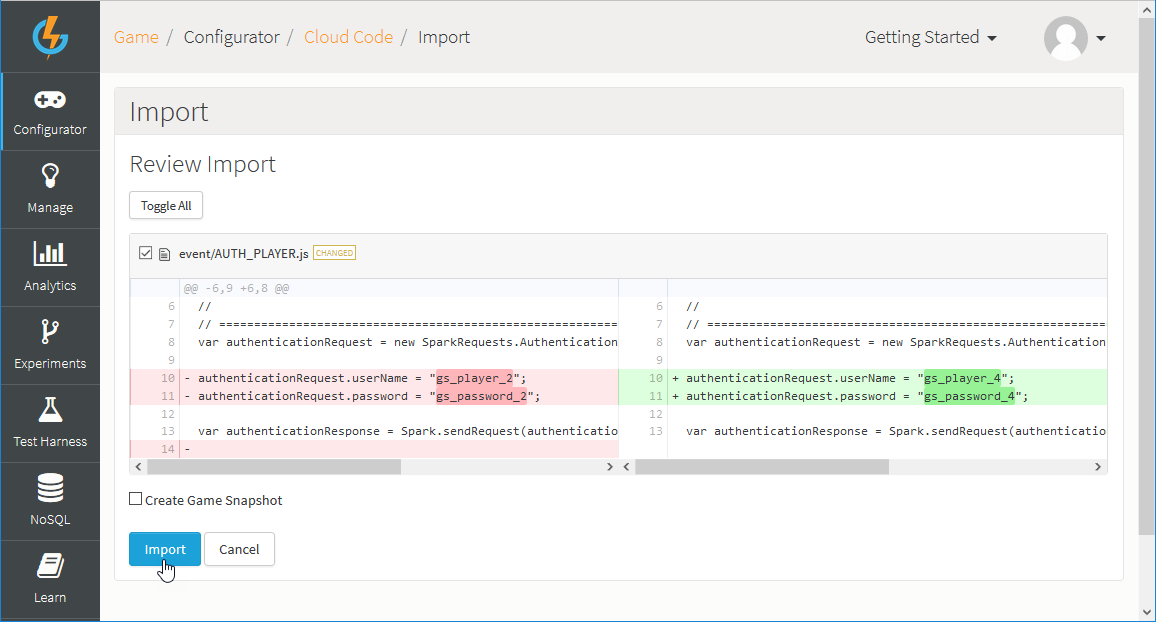 Game / Configurator / Cloud Code / Import
Getting Started
Configurator
Manage
Analytics
Experiments
Test Harness
NoSQL
Learn
Import
Review Import
Toggle All
event/AUTH_PLAYER.js CHANGED
@@ -6,9 +6,8 @@
6 //
7 // =========================================================
8 var authenticationRequest = new SparkRequests.Authentication
9
10 - authenticationRequest.userName = "gs_player_2";
11 - authenticationRequest.password = "gs_password_2";
12
13 var authenticationResponse = Spark.sendRequest(authenticatio
14 -
6 //
7 // =========================================================
8 var authenticationRequest = new SparkRequests.Authentication
9
10 + authenticationRequest.userName = "gs_player_4";
11 + authenticationRequest.password = "gs_password_4";
12
13 var authenticationResponse = Spark.sendRequest(authenticatio
Create Game Snapshot
Import Cancel